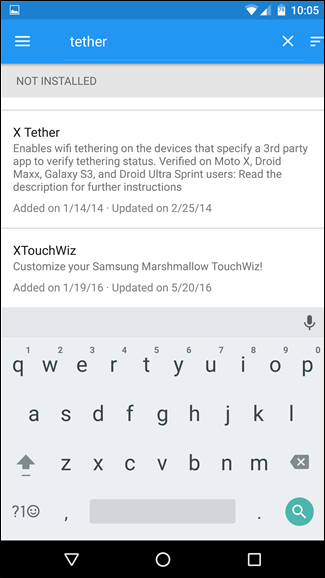 10:05
tether
NOT INSTALLED
X Tether
Enables wifi tethering on the devices that specify a 3rd party
app to verify tethering status. Verified on Moto X, Droid
Maxx, Galaxy S3, and Droid Ultra Sprint users: Read the
description for further instructions
Added on 1/14/14 · Updated on 2/25/14
XTouchWiz
Customize your Samsung Marshmallow TouchWiz!
Added on 1/19/16 · Updated on 5/20/16
1 2 3 4 5 6 7 8 9 0
q w e r t y u i o p
a s d f g h j k l
z x c v b n m
?1☺ , .